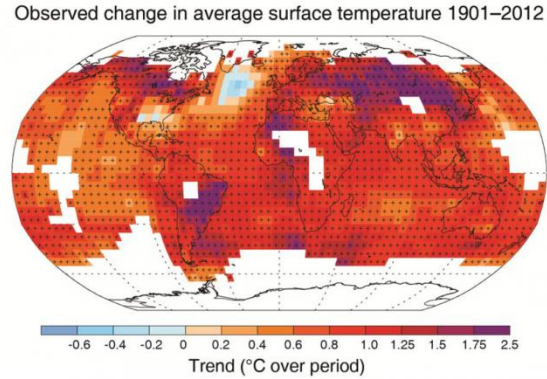 Observed change in average surface temperature 1901–2012
-0.6 -0.4 -0.2 0 0.2 0.4 0.6 0.8 1.0 1.25 1.5 1.75 2.5
Trend (°C over period)